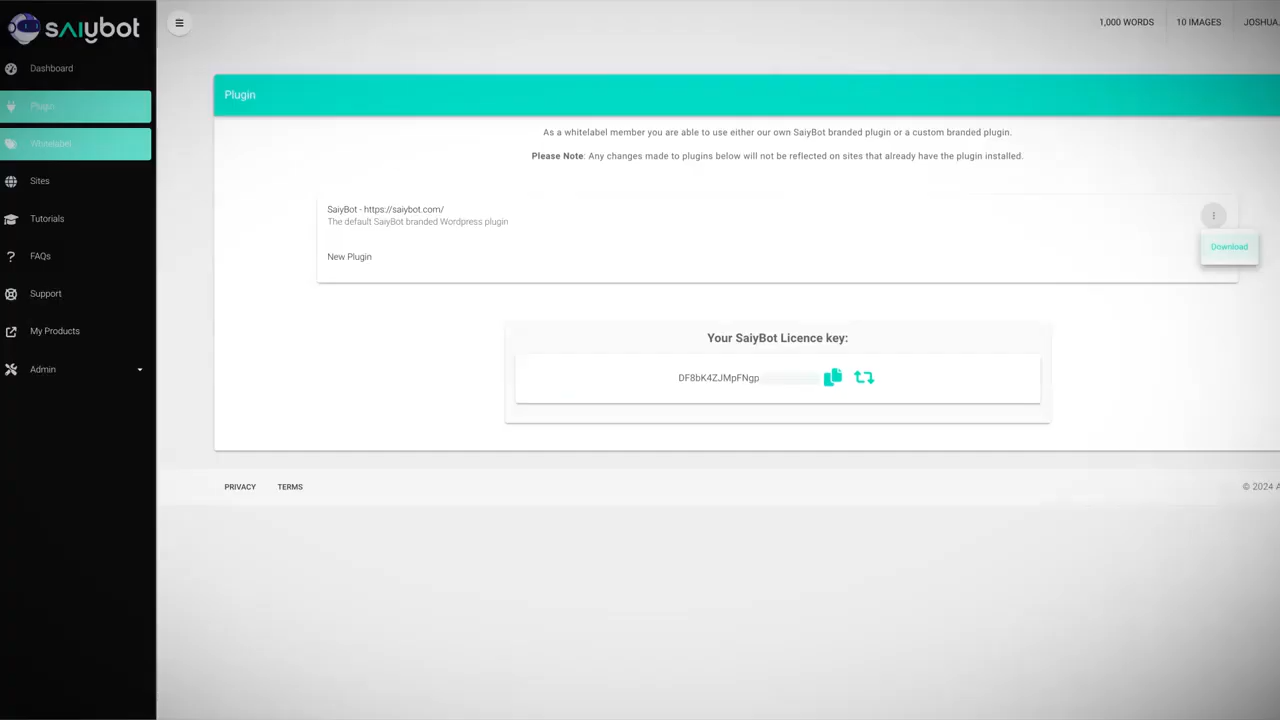 saiybot
1,000 WORDS
10 IMAGES
JOSHUA.
Dashboard
Plugin
Whitelabel
Sites
Tutorials
FAQs
Support
My Products
Admin
Plugin
As a whitelabel member you are able to use either our own SaiyBot branded plugin or a custom branded plugin.
Please Note: Any changes made to plugins below will not be reflected on sites that already have the plugin installed.
SaiyBot - https://saiybot.com/
The default SaiyBot branded Wordpress plugin
Download
New Plugin
Your SaiyBot Licence key:
DF8bK4ZJMpFNgp
PRIVACY
TERMS
© 2024 A